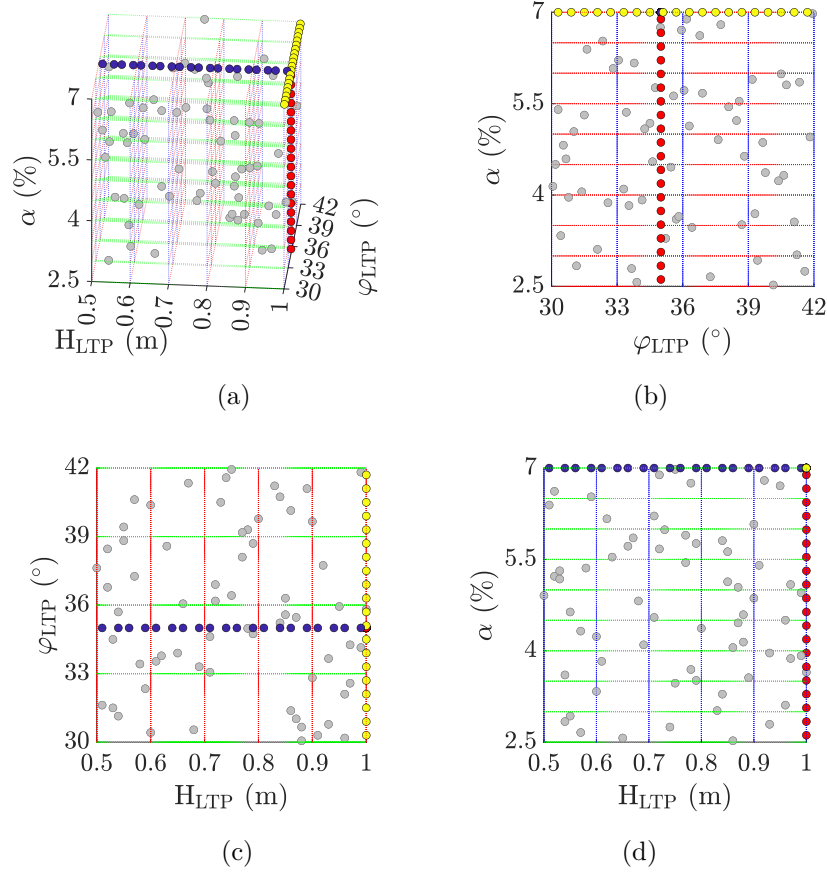 7
5.5
4
2.5
α (%)
0.5
0.6
0.7
0.8
0.9
1
H_LTP (m)
42
39
36
33
30
φ_LTP (°)
(a)
7
5.5
4
2.5
α (%)
30 33 36 39 42
φ_LTP (°)
(b)
42
39
36
33
30
φ_LTP (°)
0.5 0.6 0.7 0.8 0.9 1
H_LTP (m)
(c)
7
5.5
4
2.5
α (%)
0.5 0.6 0.7 0.8 0.9 1
H_LTP (m)
(d)